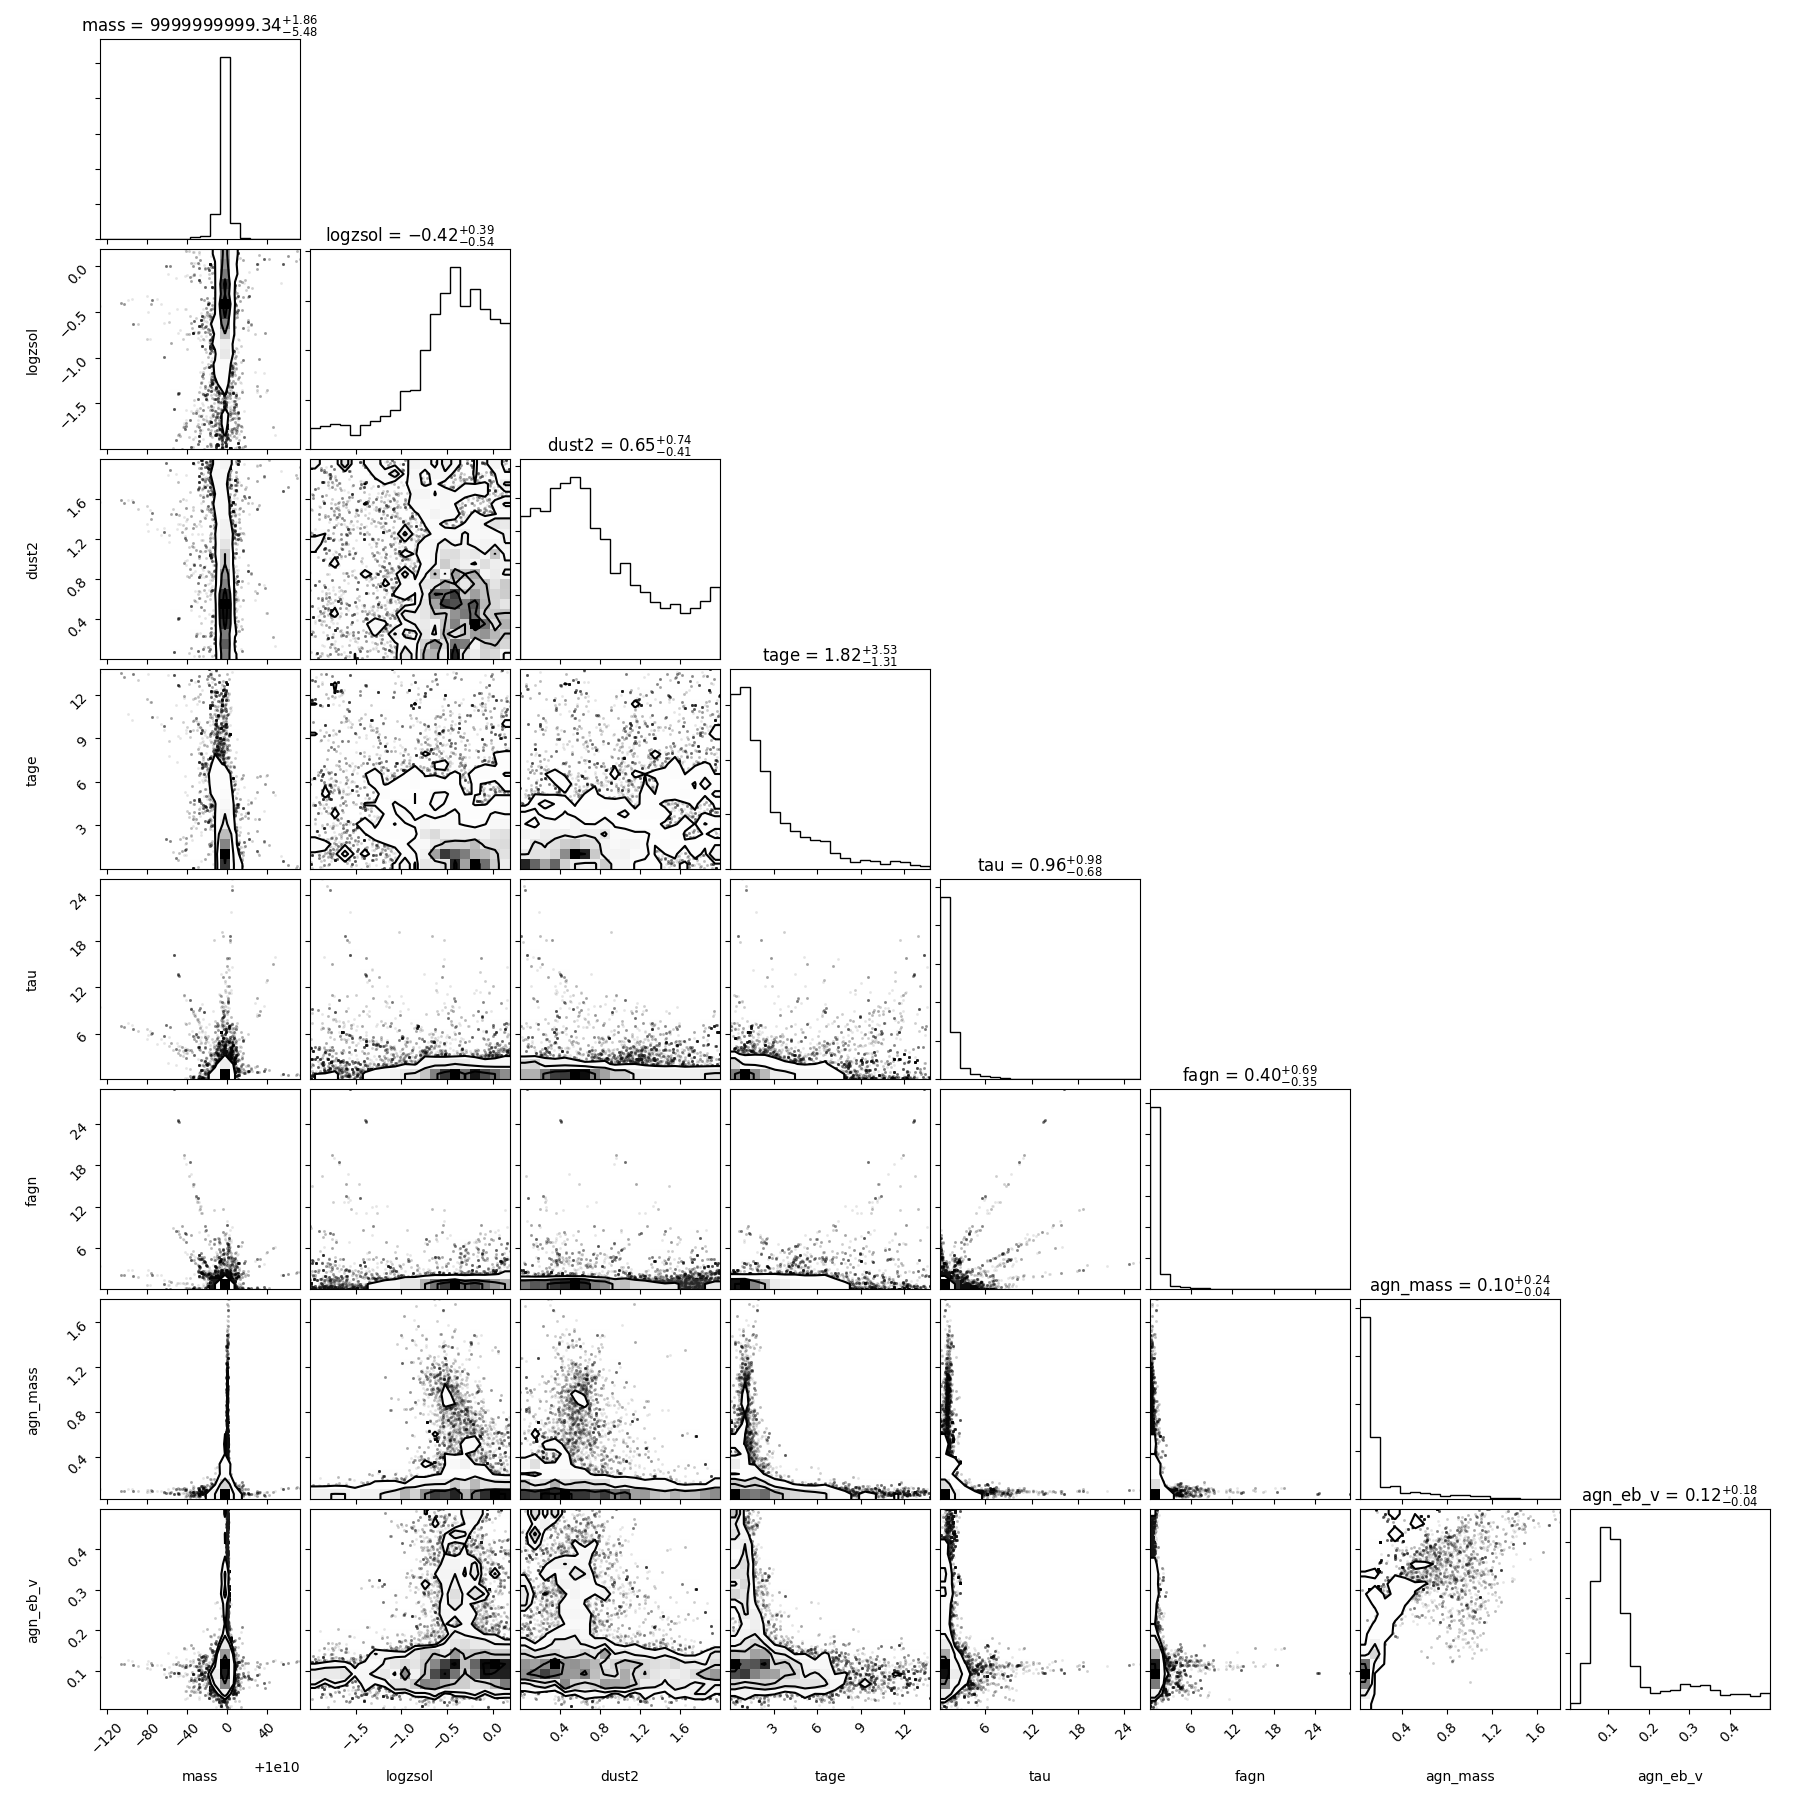 mass = 9999999999.34+1.86 −5.48
logzsol = −0.42+0.39 −0.54
logzsol
0.0
−0.5
−1.0
−1.5
dust2 = 0.65+0.74 −0.41
dust2
1.6
1.2
0.8
0.4
tage = 1.82+3.53 −1.31
tage
12
9
6
3
tau = 0.96+0.98 −0.68
tau
24
18
12
6
fagn = 0.40+0.69 −0.35
fagn
24
18
12
6
agn_mass = 0.10+0.24 −0.04
agn_mass
1.6
1.2
0.8
0.4
agn_eb_v = 0.12+0.18 −0.04
agn_eb_v
0.4
0.3
0.2
0.1
−120 −80 −40 0 40 −1.5 −1.0 −0.5 0.0 0.4 0.8 1.2 1.6 3 6 9 12 6 12 18 24 6 12 18 24 0.4 0.8 1.2 1.6 0.1 0.2 0.3 0.4
+1e10
mass logzsol dust2 tage tau fagn agn_mass agn_eb_v